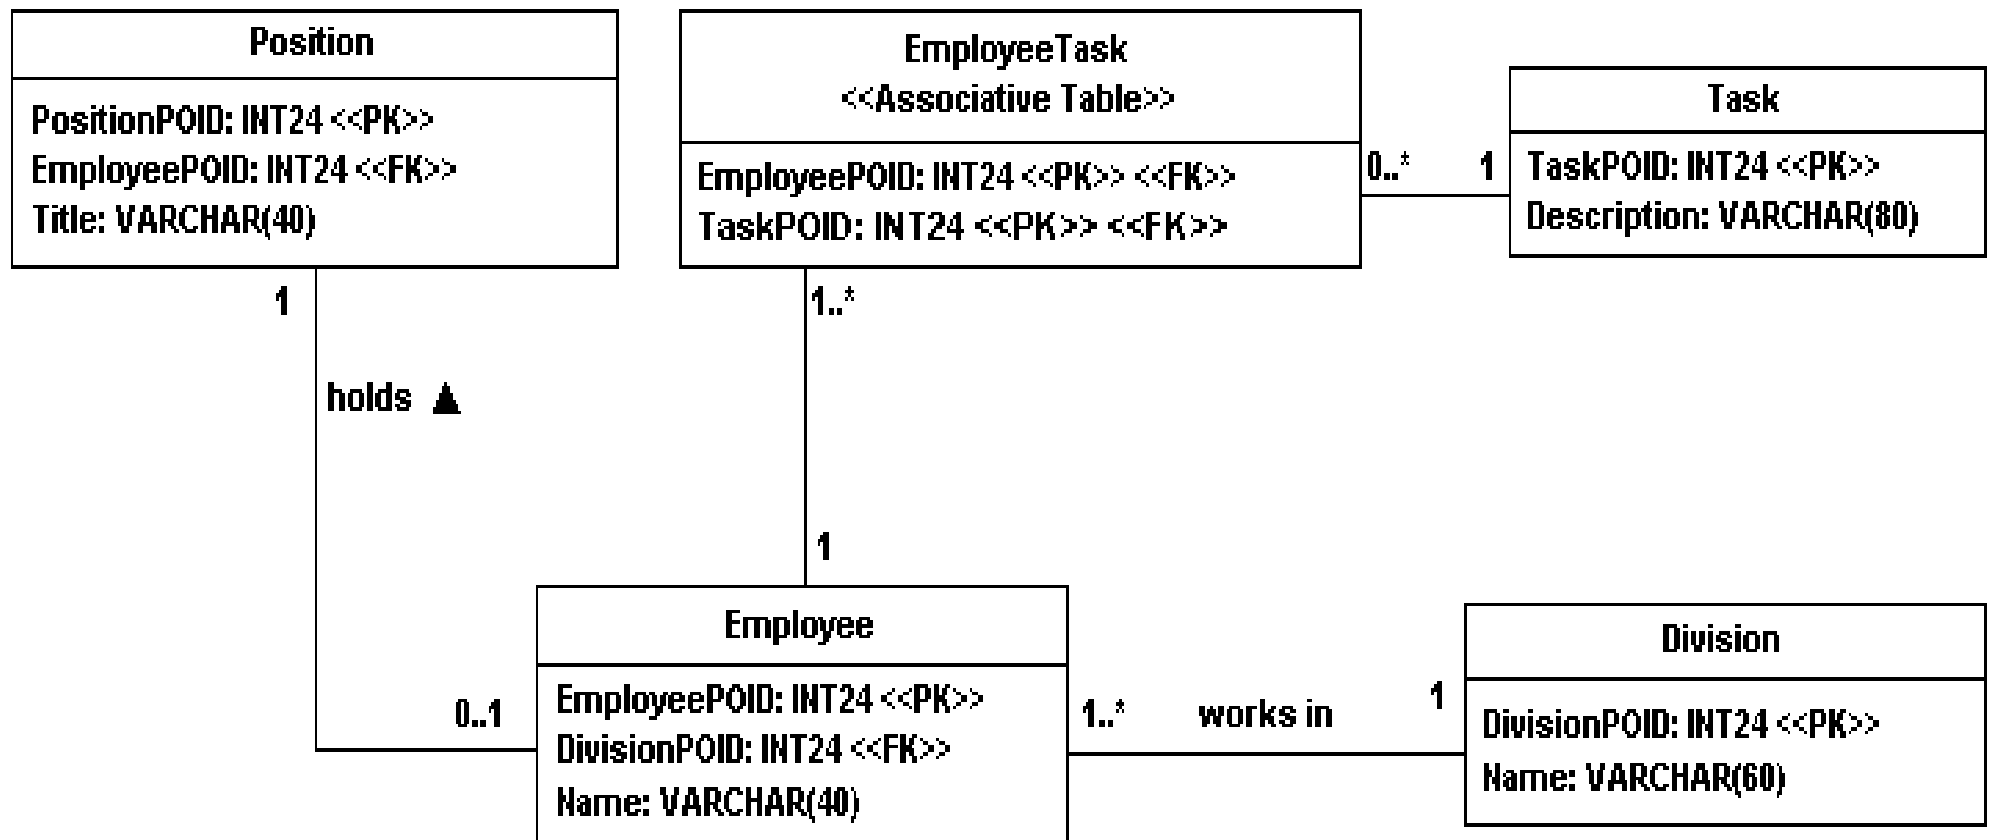 Position
PositionPOID: INT24 <<PK>>
EmployeePOID: INT24 <<FK>>
Title: VARCHAR(40)
EmployeeTask
<<Associative Table>>
EmployeePOID: INT24 <<PK>> <<FK>>
TaskPOID: INT24 <<PK>> <<FK>>
0..* 1
Task
TaskPOID: INT24 <<PK>>
Description: VARCHAR(80)
1
holds ▲
0..1
1..*
1
Employee
EmployeePOID: INT24 <<PK>>
DivisionPOID: INT24 <<FK>>
Name: VARCHAR(40)
1..* works in 1
Division
DivisionPOID: INT24 <<PK>>
Name: VARCHAR(60)